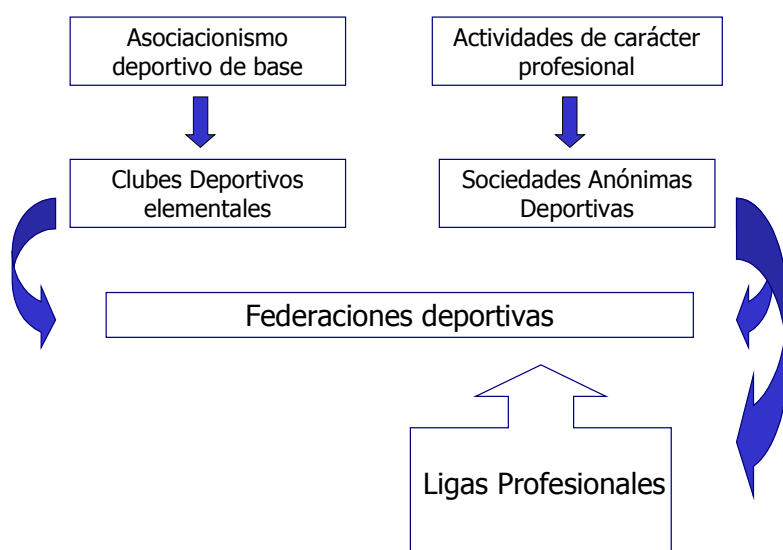 Asociacionismo
deportivo de base
Actividades de carácter
profesional
Clubes Deportivos
elementales
Sociedades Anónimas
Deportivas
Federaciones deportivas
Ligas Profesionales